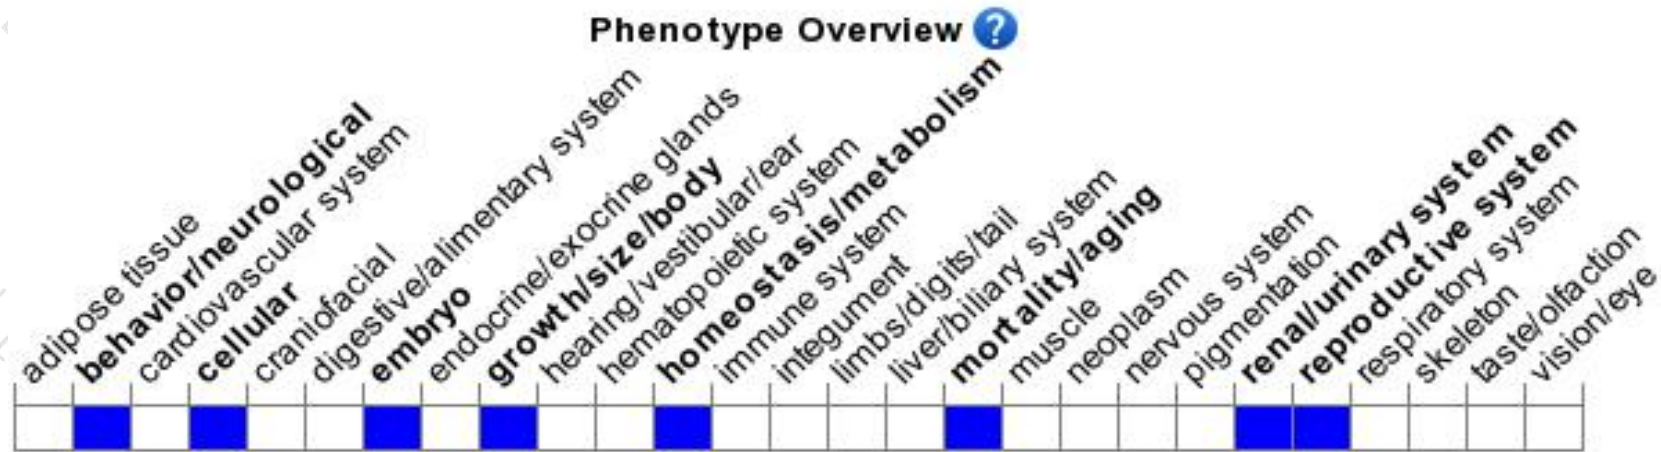 Phenotype Overview ?
adipose tissue
behavior/neurological
cardiovascular system
cellular
craniofacial
digestive/alimentary system
embryo
endocrine/exocrine glands
growth/size/body
hearing/vestibular/ear
hematopoietic system
homeostasis/metabolism
immune system
integument
limbs/digits/tail
liver/biliary system
mortality/aging
muscle
neoplasm
nervous system
pigmentation
renal/urinary system
reproductive system
respiratory system
skeleton
taste/olfaction
vision/eye